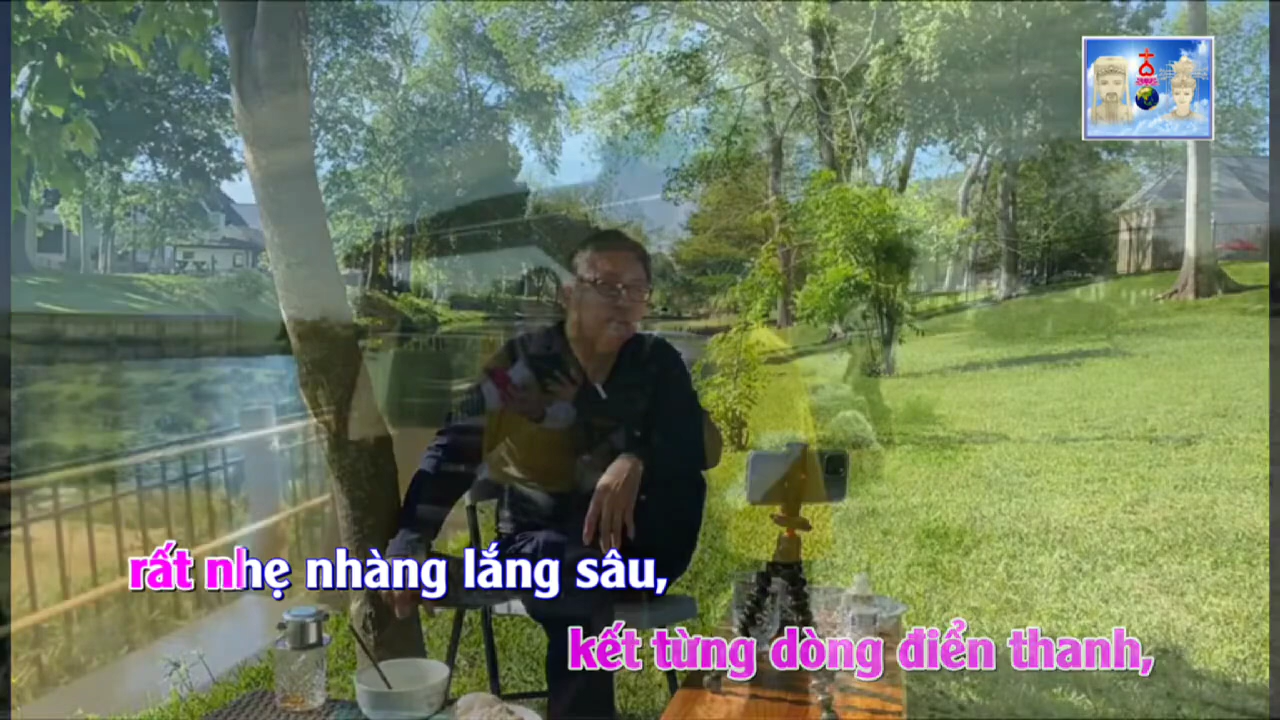 rất nhẹ nhàng lắng sâu,
kết từng dòng điển thanh,